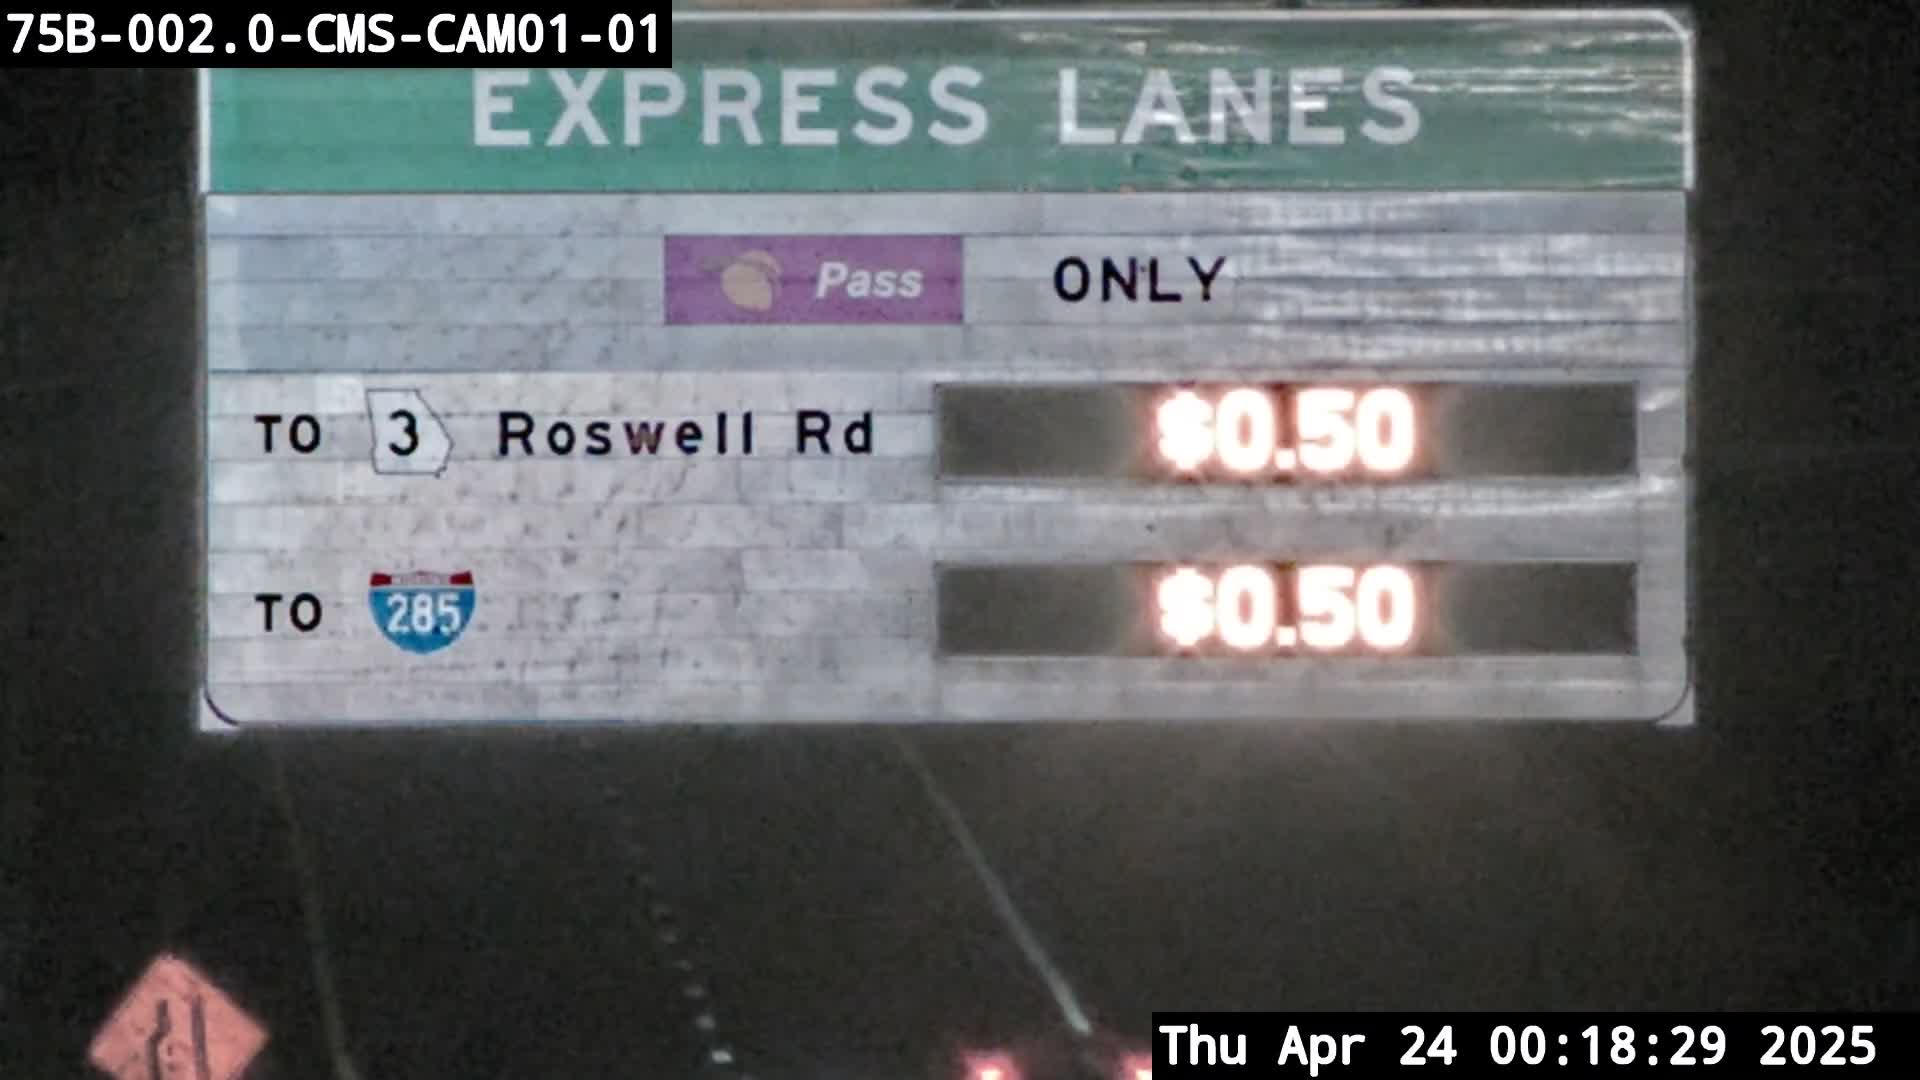 75B-002.0-CMS-CAM01-01
EXPRESS LANES
Pass ONLY
TO 3 Roswell Rd $0.50
TO 285 $0.50
Thu Apr 24 00:18:29 2025